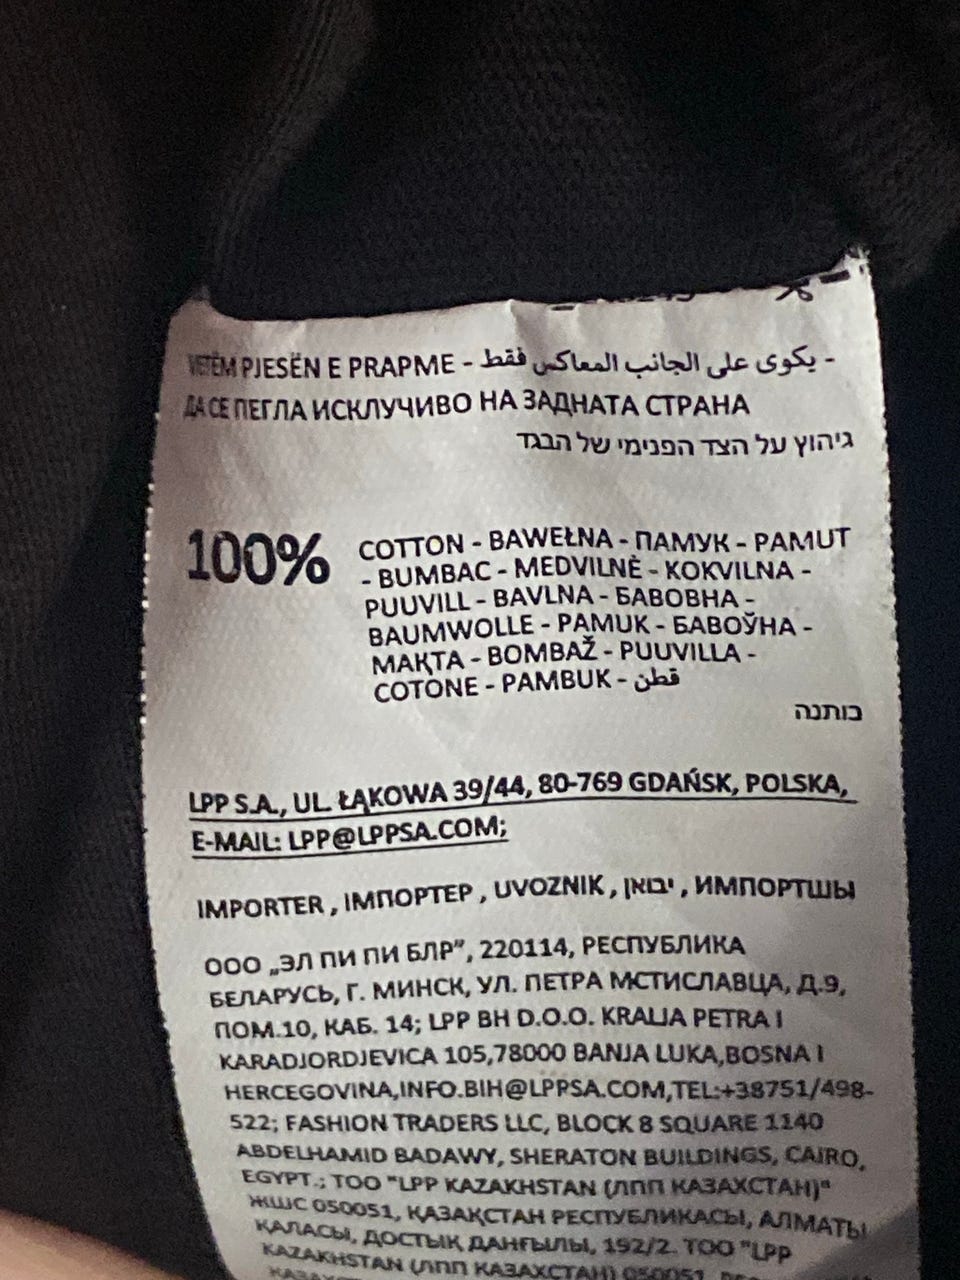 VETËM PJESËN E PRAPME - يكوى على الجانب المعاكس فقط -
ДА СЕ ПЕГЛА ИСКЛУЧИВО НА ЗАДНАТА СТРАНА
גיהוץ על הצד הפנימי של הבגד
100%
COTTON - BAWEŁNA - ПАМУК - PAMUT
- BUMBAC - MEDVILNĖ - KOKVILNA -
PUUVILL - BAVLNA - БАВОВНА -
BAUMWOLLE - PAMUK - БАВОЎНА -
МАҚТА - BOMBAŽ - PUUVILLA -
COTONE - PAMBUK - قطن
כותנה
LPP S.A., UL. ŁĄKOWA 39/44, 80-769 GDAŃSK, POLSKA,
E-MAIL: LPP@LPPSA.COM;
IMPORTER , ІМПОРТЕР , UVOZNIK , יבואן , ИМПОРТШЫ
ООО „ЭЛ ПИ ПИ БЛР”, 220114, РЕСПУБЛИКА
БЕЛАРУСЬ, Г. МИНСК, УЛ. ПЕТРА МСТИСЛАВЦА, Д.9,
ПОМ.10, КАБ. 14; LPP BH D.O.O. KRALJA PETRA I
KARADJORDJEVICA 105,78000 BANJA LUKA,BOSNA I
HERCEGOVINA,INFO.BIH@LPPSA.COM,TEL:+38751/498-
522; FASHION TRADERS LLC, BLOCK 8 SQUARE 1140
ABDELHAMID BADAWY, SHERATON BUILDINGS, CAIRO,
EGYPT.; ТОО "LPP KAZAKHSTAN (ЛПП КАЗАХСТАН)"
ЖШС 050051, ҚАЗАҚСТАН РЕСПУБЛИКАСЫ, АЛМАТЫ
ҚАЛАСЫ, ДОСТЫҚ ДАҢҒЫЛЫ, 192/2. ТОО "LPP
KAZAKHSTAN (ЛПП КАЗАХСТАН) 050051,